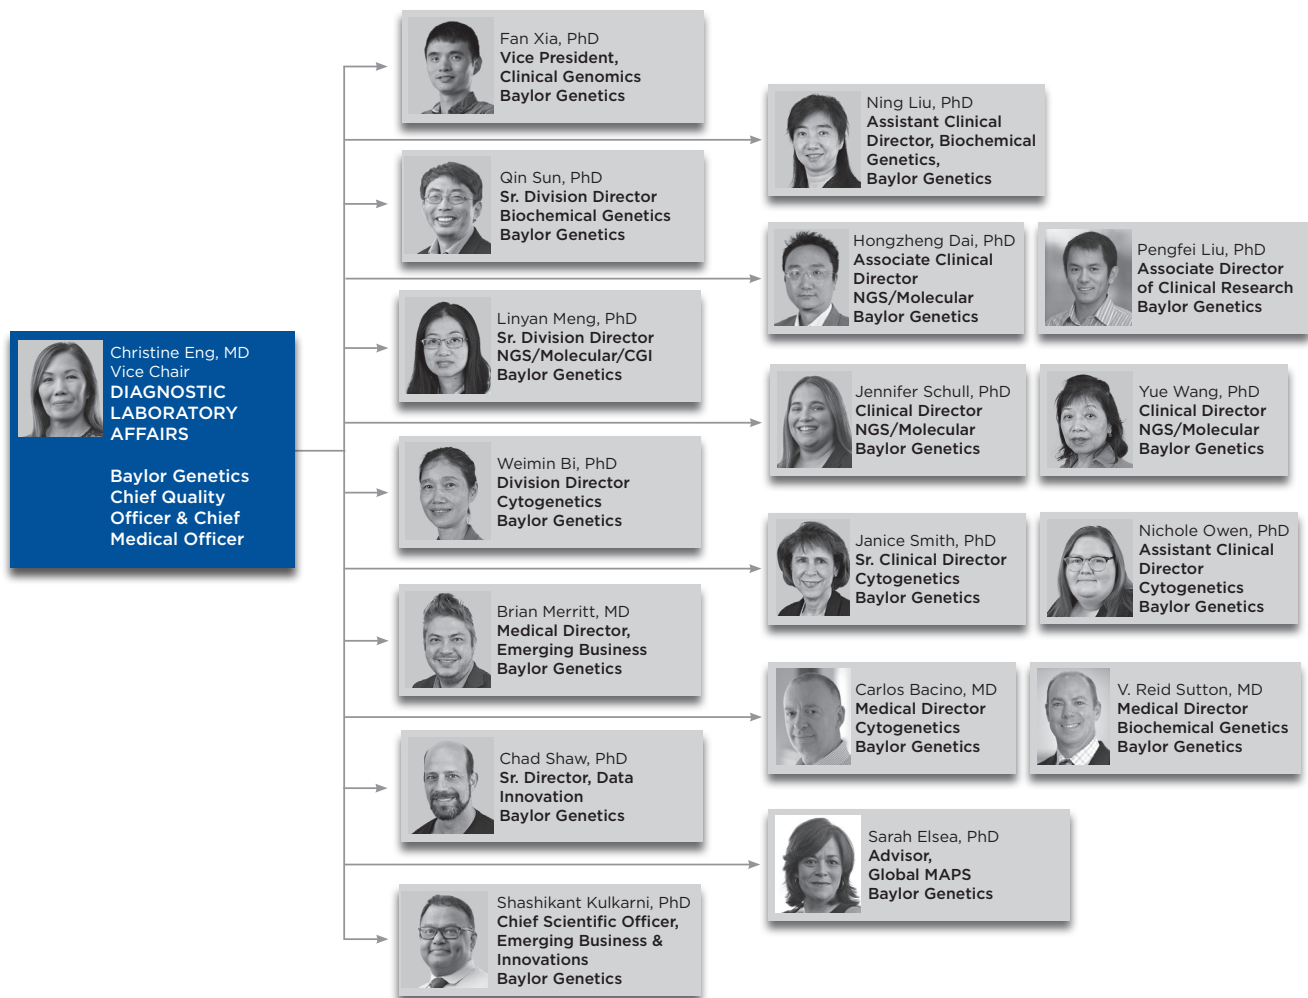 Christine Eng, MD
Vice Chair
DIAGNOSTIC
LABORATORY
AFFAIRS
Baylor Genetics
Chief Quality
Officer & Chief
Medical Officer
Fan Xia, PhD
Vice President,
Clinical Genomics
Baylor Genetics
Qin Sun, PhD
Sr. Division Director
Biochemical Genetics
Baylor Genetics
Linyan Meng, PhD
Sr. Division Director
NGS/Molecular/CGI
Baylor Genetics
Weimin Bi, PhD
Division Director
Cytogenetics
Baylor Genetics
Brian Merritt, MD
Medical Director,
Emerging Business
Baylor Genetics
Chad Shaw, PhD
Sr. Director, Data
Innovation
Baylor Genetics
Shashikant Kulkarni, PhD
Chief Scientific Officer,
Emerging Business &
Innovations
Baylor Genetics
Ning Liu, PhD
Assistant Clinical
Director, Biochemical
Genetics,
Baylor Genetics
Hongzheng Dai, PhD
Associate Clinical
Director
NGS/Molecular
Baylor Genetics
Pengfei Liu, PhD
Associate Director
of Clinical Research
Baylor Genetics
Jennifer Schull, PhD
Clinical Director
NGS/Molecular
Baylor Genetics
Yue Wang, PhD
Clinical Director
NGS/Molecular
Baylor Genetics
Janice Smith, PhD
Sr. Clinical Director
Cytogenetics
Baylor Genetics
Nichole Owen, PhD
Assistant Clinical
Director
Cytogenetics
Baylor Genetics
Carlos Bacino, MD
Medical Director
Cytogenetics
Baylor Genetics
V. Reid Sutton, MD
Medical Director
Biochemical Genetics
Baylor Genetics
Sarah Elsea, PhD
Advisor,
Global MAPS
Baylor Genetics